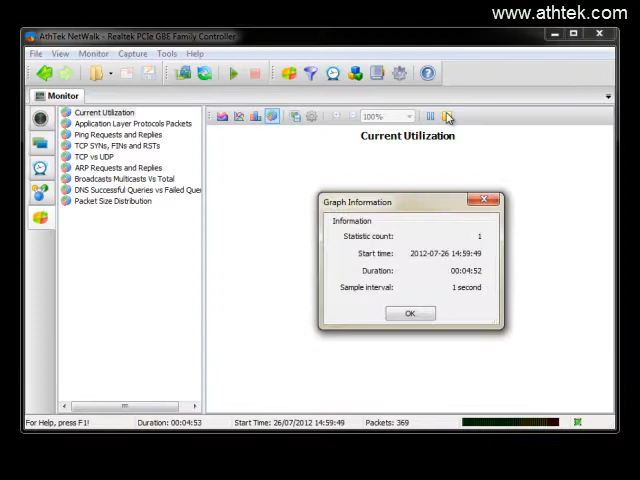 www.athtek.com
AthTek NetWalk - Realtek PCIe GBE Family Controller
File View Monitor Capture Tools Help
Monitor
Current Utilization
Application Layer Protocols Packets
Ping Requests and Replies
TCP SYNs, FINs and RSTs
TCP vs UDP
ARP Requests and Replies
Broadcasts Multicasts Vs Total
DNS Successful Queries vs Failed Que
Packet Size Distribution
100%
Current Utilization
Graph Information
Information
Statistic count: 1
Start time: 2012-07-26 14:59:49
Duration: 00:04:52
Sample interval: 1 second
OK
For Help, press F1! Duration: 00:04:53 Start Time: 26/07/2012 14:59:49 Packets: 369